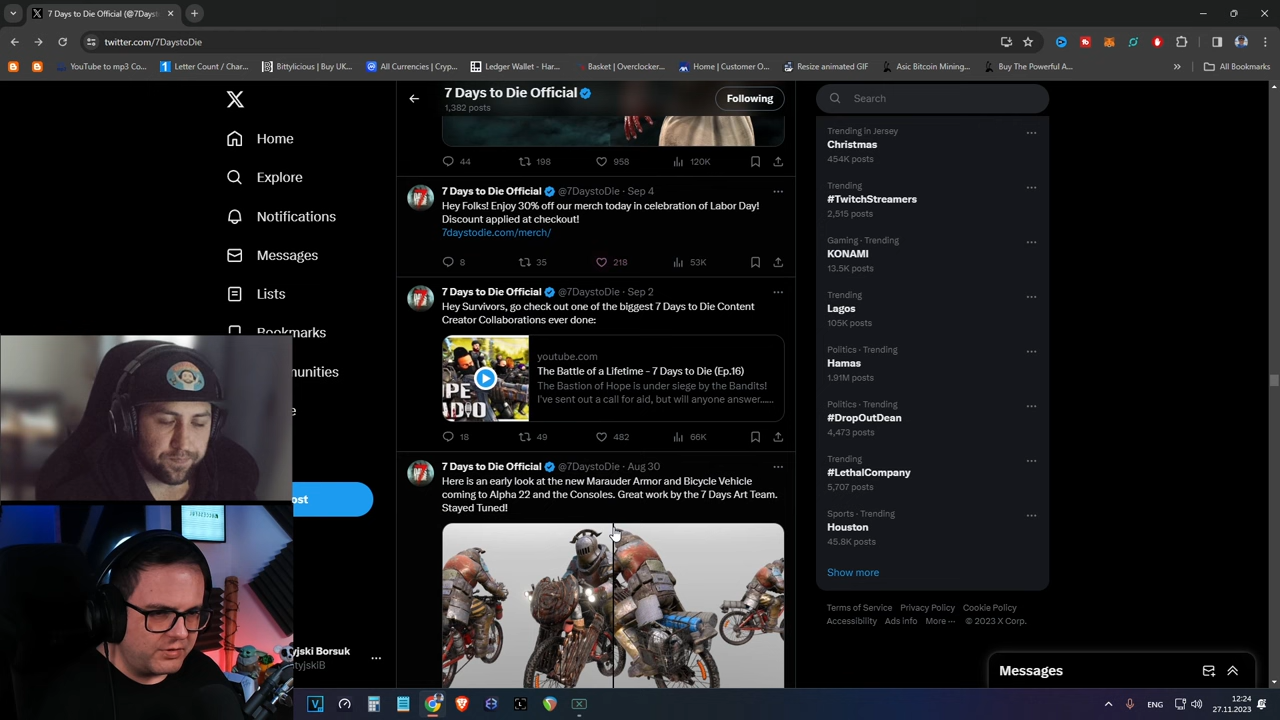 7 Days to Die Official (@7Days
twitter.com/7DaystoDie
YouTube to mp3 Co...
Letter Count / Char...
Bittylicious | Buy UK...
All Currencies | Cryp...
Ledger Wallet - Har...
Basket | Overclocker...
Home | Customer O...
Resize animated GIF
Asic Bitcoin Mining...
Buy The Powerful A...
All Bookmarks
Home
Explore
Notifications
Messages
Lists
Bookmarks
unities
ost
tyjski Borsuk
tyjskiB
7 Days to Die Official
1,382 posts
Following
44 198 958 120K
7 Days to Die Official @7DaystoDie · Sep 4
Hey Folks! Enjoy 30% off our merch today in celebration of Labor Day!
Discount applied at checkout!
7daystodie.com/merch/
8 35 218 53K
7 Days to Die Official @7DaystoDie · Sep 2
Hey Survivors, go check out one of the biggest 7 Days to Die Content
Creator Collaborations ever done:
youtube.com
The Battle of a Lifetime - 7 Days to Die (Ep.16)
The Bastion of Hope is under siege by the Bandits!
I've sent out a call for aid, but will anyone answer......
18 49 482 66K
7 Days to Die Official @7DaystoDie · Aug 30
Here is an early look at the new Marauder Armor and Bicycle Vehicle
coming to Alpha 22 and the Consoles. Great work by the 7 Days Art Team.
Stayed Tuned!
Search
Trending in Jersey
Christmas
454K posts
Trending
#TwitchStreamers
2,515 posts
Gaming · Trending
KONAMI
13.5K posts
Trending
Lagos
105K posts
Politics · Trending
Hamas
1.91M posts
Politics · Trending
#DropOutDean
4,473 posts
Trending
#LethalCompany
5,707 posts
Sports · Trending
Houston
45.8K posts
Show more
Terms of Service Privacy Policy Cookie Policy
Accessibility Ads info More ··· © 2023 X Corp.
Messages
ENG
12:24
27.11.2023